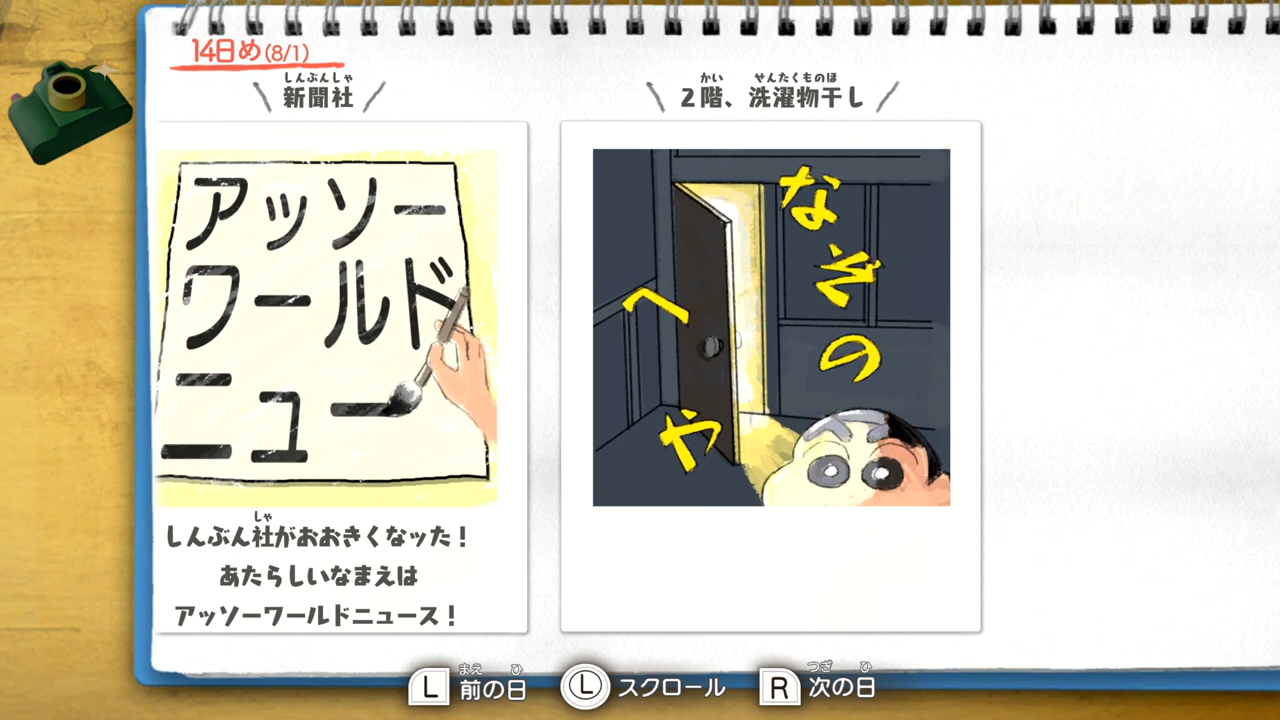 14日め(8/1)
しんぶんしゃ
新聞社
アッソー
ワールド
ニュー
しゃ
しんぶん社がおおきくなッた！
あたらしいなまえは
アッソーワールドニュース！
かい せんたくものほ
２階、洗濯物干し
なぞの
へや
まえ ひ
L 前の日
L スクロール
つぎ ひ
R 次の日